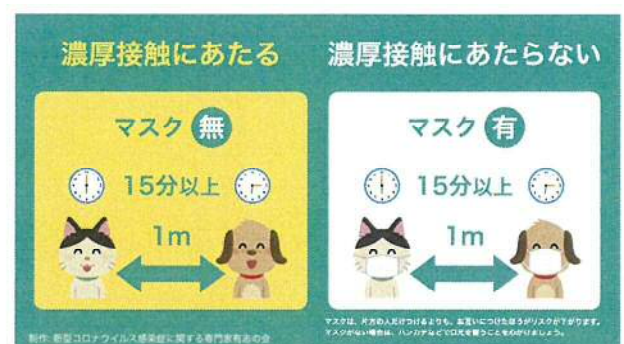 濃厚接触にあたる
マスク 無
15分以上
1m
制作: 新型コロナウイルス感染症に関する専門家有志の会
濃厚接触にあたらない
マスク 有
15分以上
1m
マスクは、片方の人だけつけるよりも、お互いにつけたほうがリスクが下がります。
マスクがない場合は、ハンカチなどで口元を覆うことを心がけましょう。